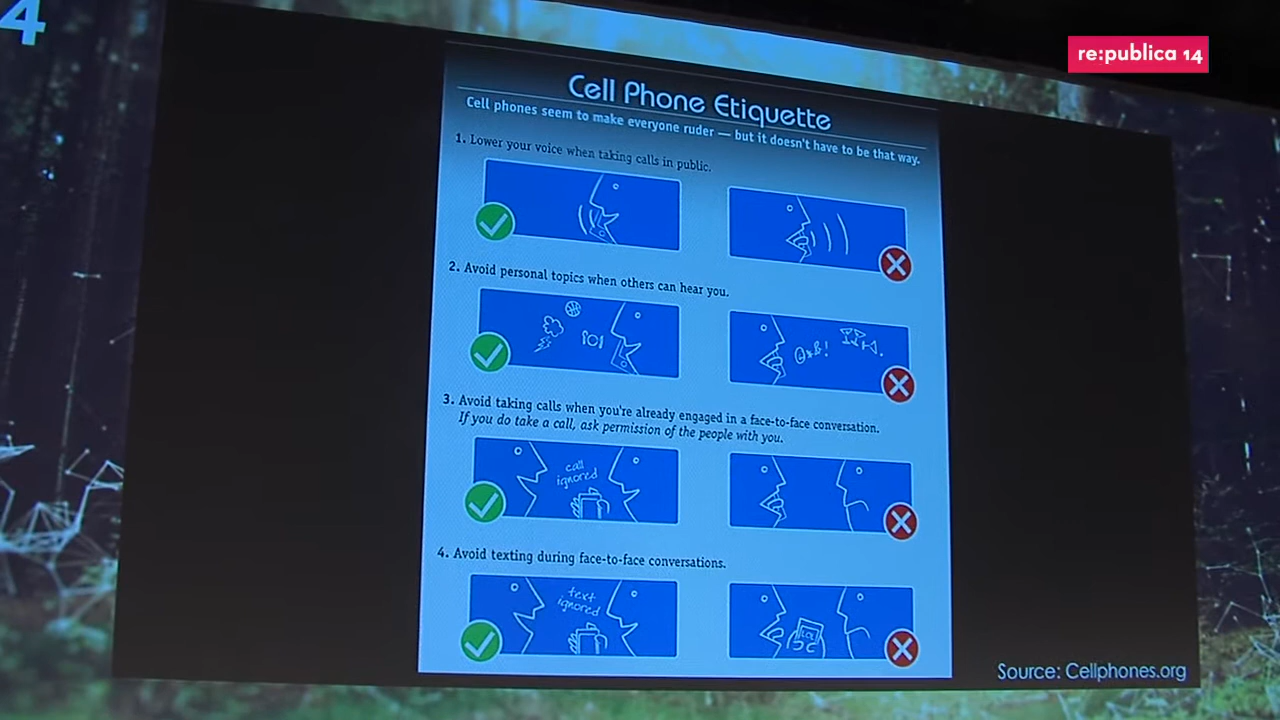 4
re:publica 14
Cell Phone Etiquette
Cell phones seem to make everyone ruder — but it doesn't have to be that way.
1. Lower your voice when taking calls in public.
2. Avoid personal topics when others can hear you.
@*&!
3. Avoid taking calls when you're already engaged in a face-to-face conversation.
If you do take a call, ask permission of the people with you.
call
ignored
4. Avoid texting during face-to-face conversations.
text
ignored
LOL
Source: Cellphones.org